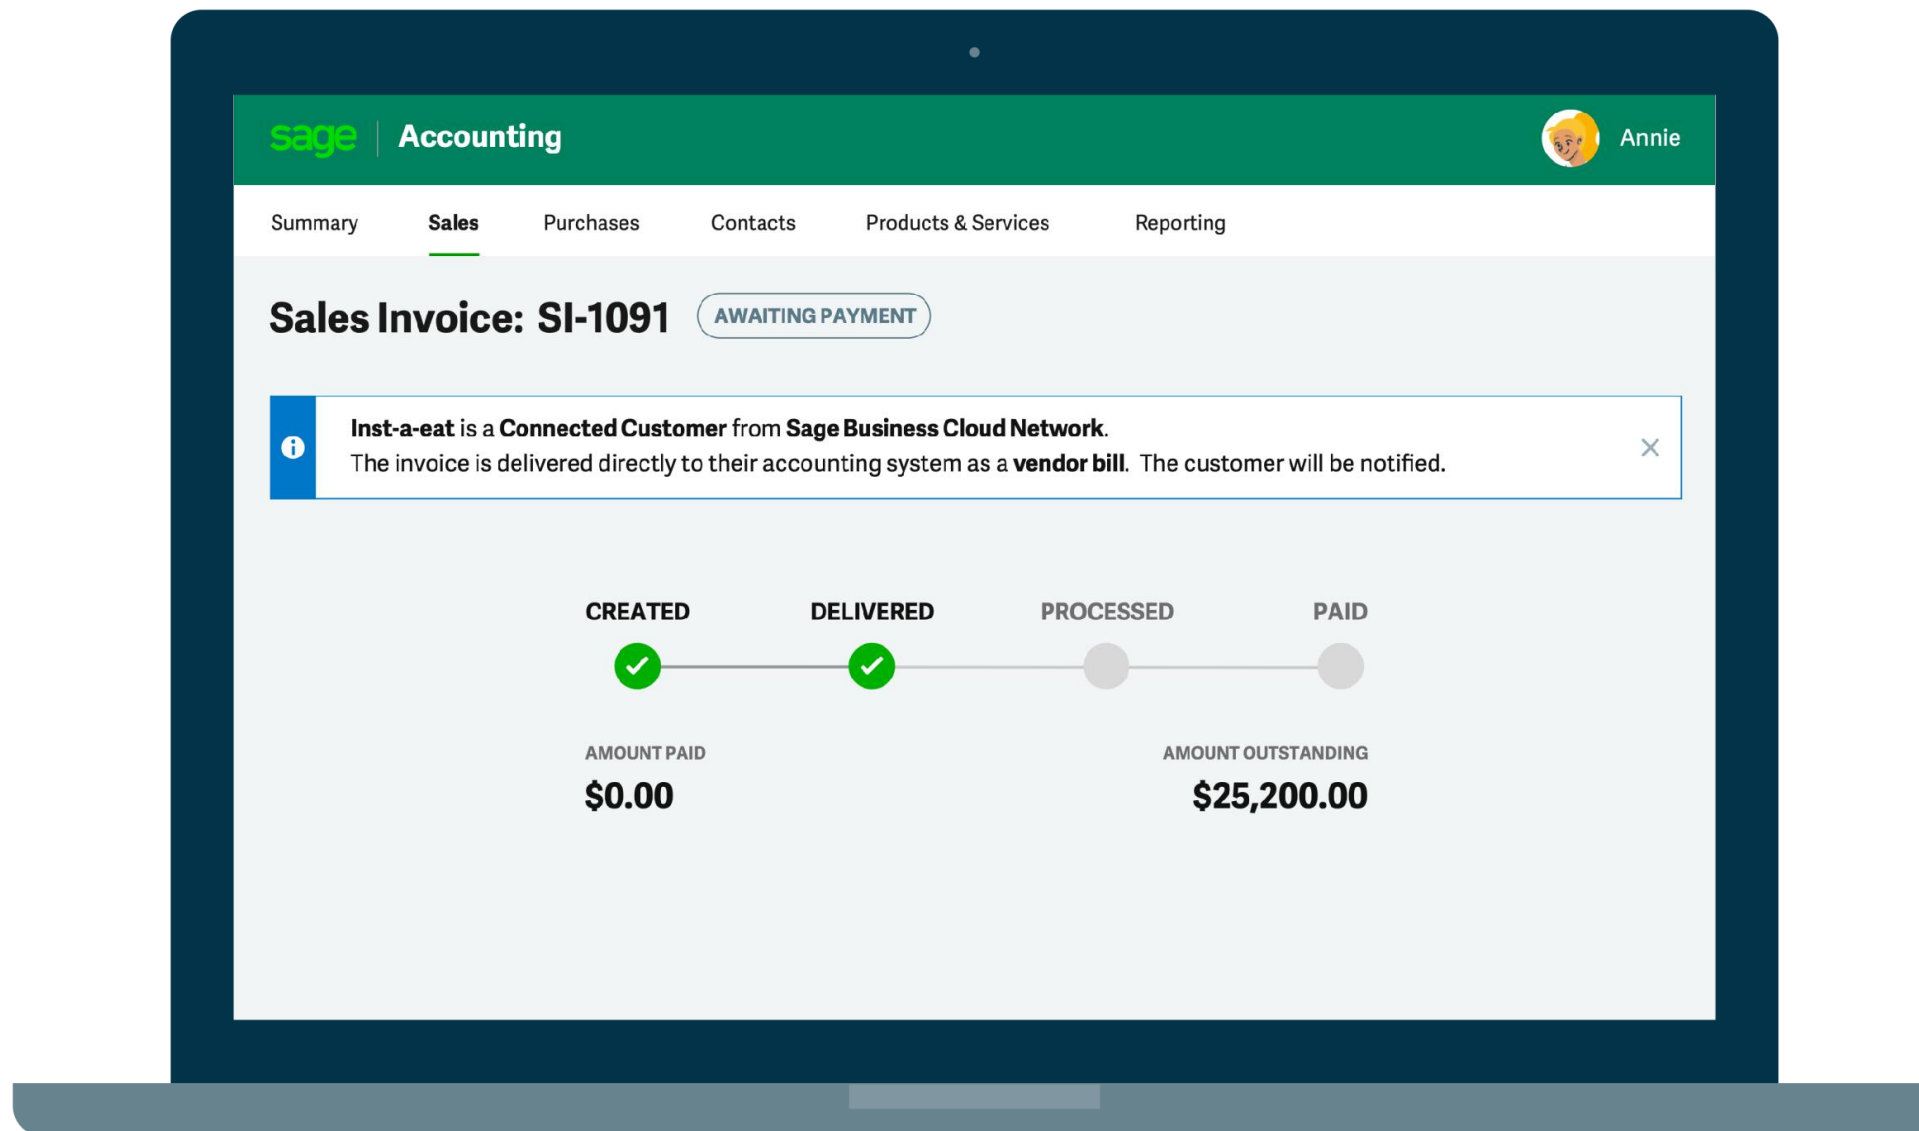 sage Accounting Annie
Summary Sales Purchases Contacts Products & Services Reporting
Sales Invoice: SI-1091 AWAITING PAYMENT
Inst-a-eat is a Connected Customer from Sage Business Cloud Network.
The invoice is delivered directly to their accounting system as a vendor bill. The customer will be notified.
CREATED DELIVERED PROCESSED PAID
AMOUNT PAID AMOUNT OUTSTANDING
$0.00 $25,200.00